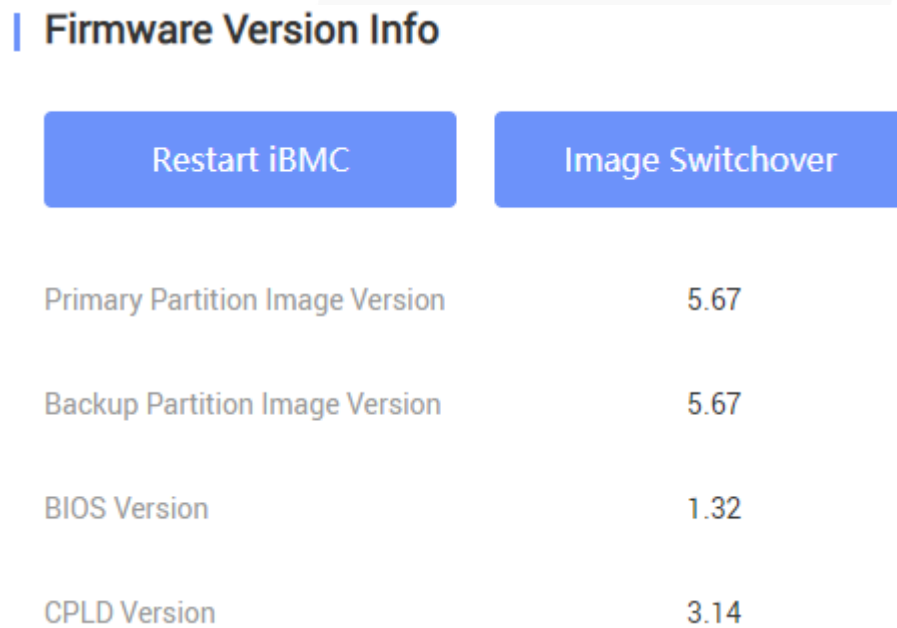 Firmware Version Info
Restart iBMC Image Switchover
Primary Partition Image Version 5.67
Backup Partition Image Version 5.67
BIOS Version 1.32
CPLD Version 3.14